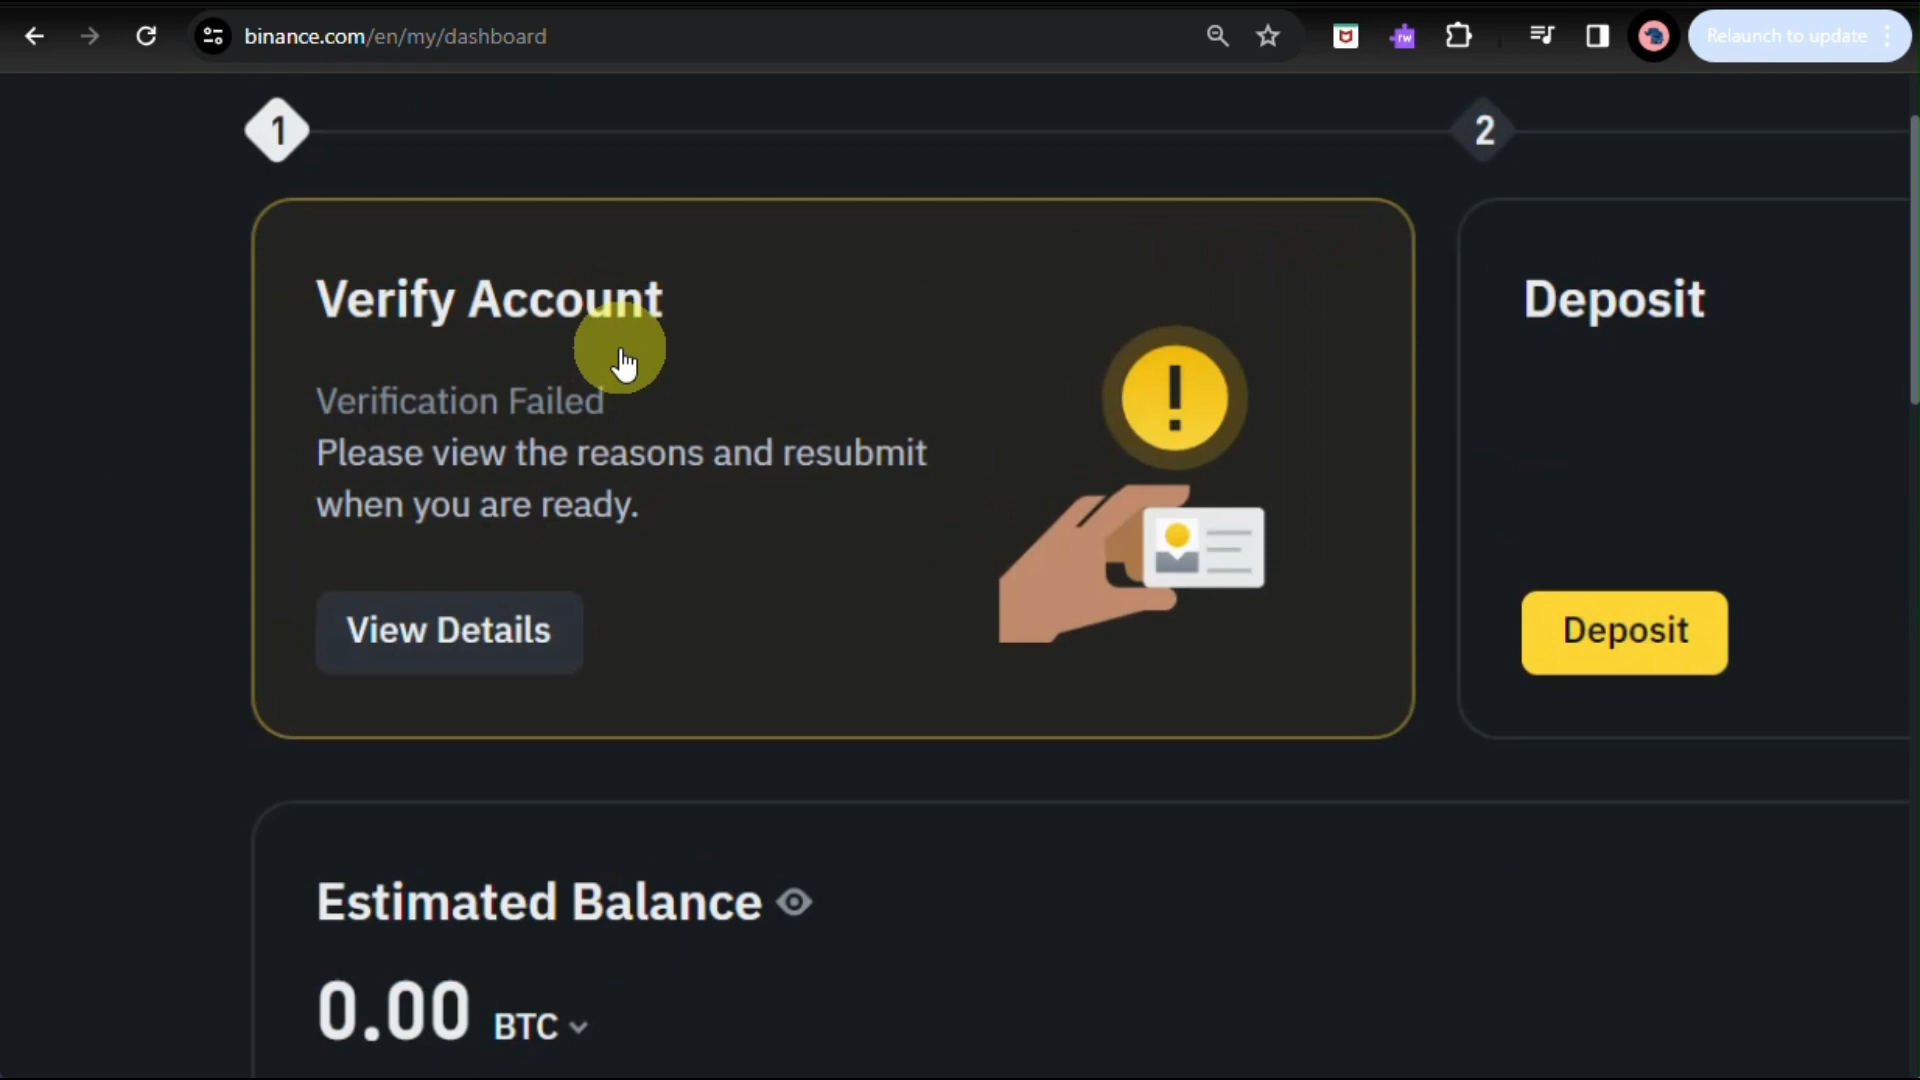 binance.com/en/my/dashboard
rw
Relaunch to update
1
2
Verify Account
Verification Failed
Please view the reasons and resubmit
when you are ready.
View Details
Deposit
Deposit
Estimated Balance
0.00 BTC